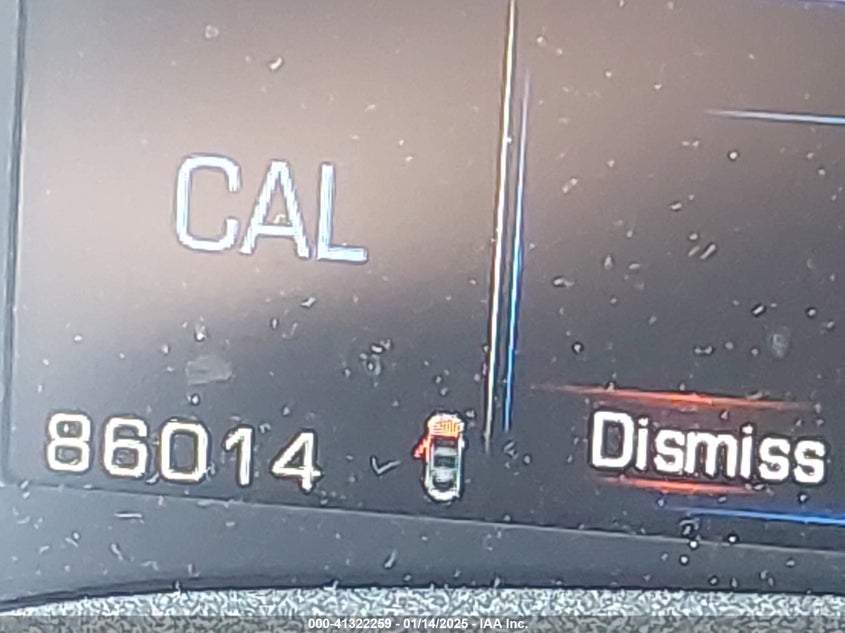 CAL
86014
Dismiss
000-41322259 - 01/14/2025 - IAA Inc.